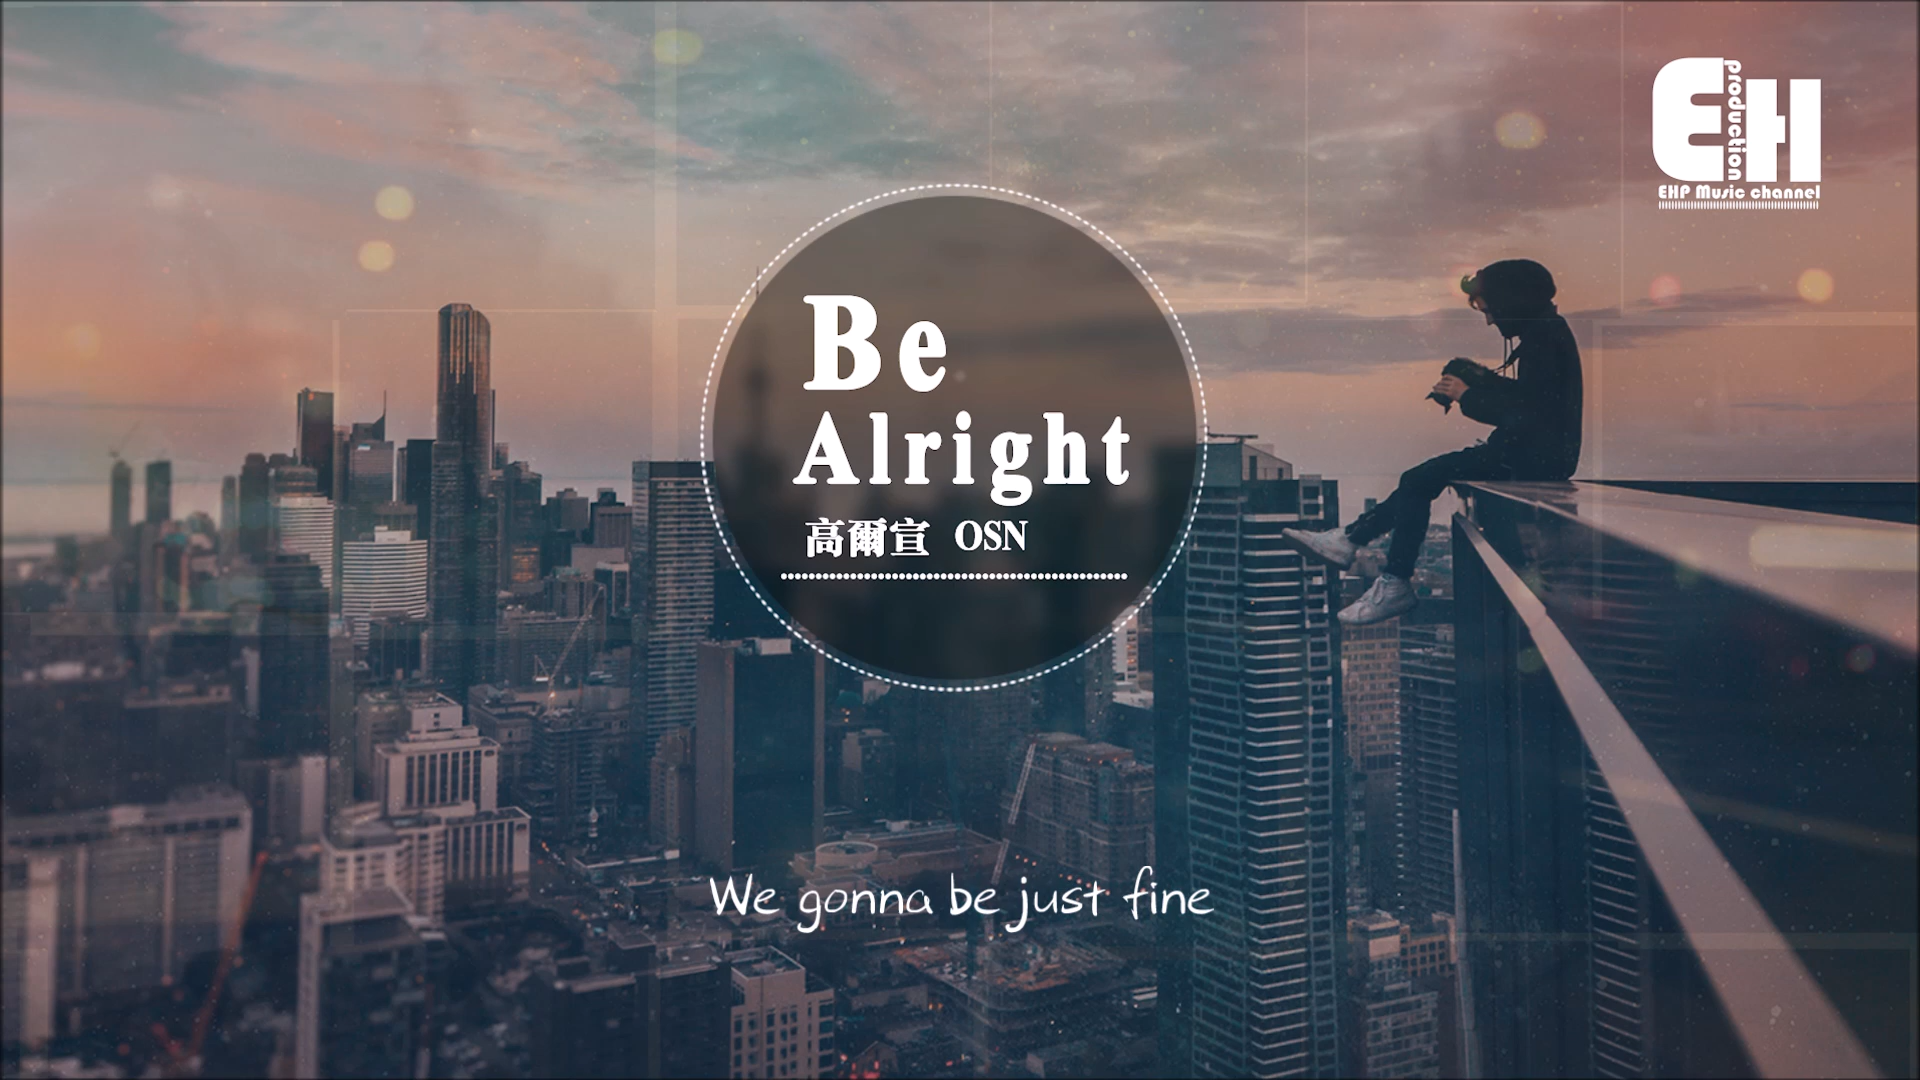 EH
production
EHP Music channel
Be
Alright
高爾宣 OSN
We gonna be just fine